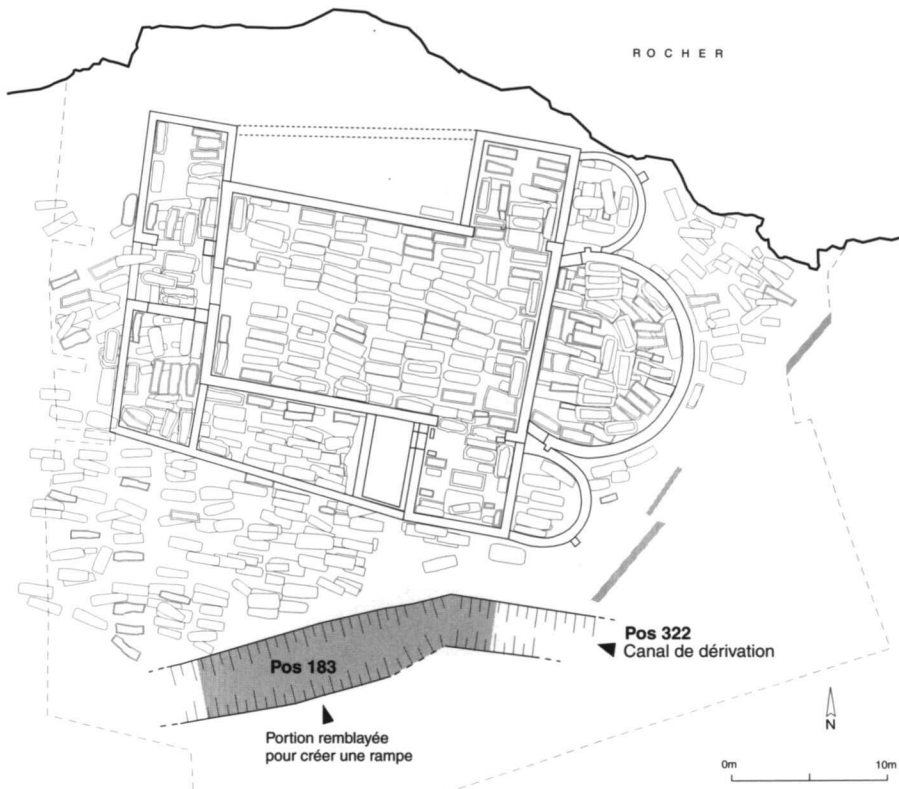 ROCHER
Pos 322
Canal de dérivation
Pos 183
Portion remblayée
pour créer une rampe
N
0m 10m